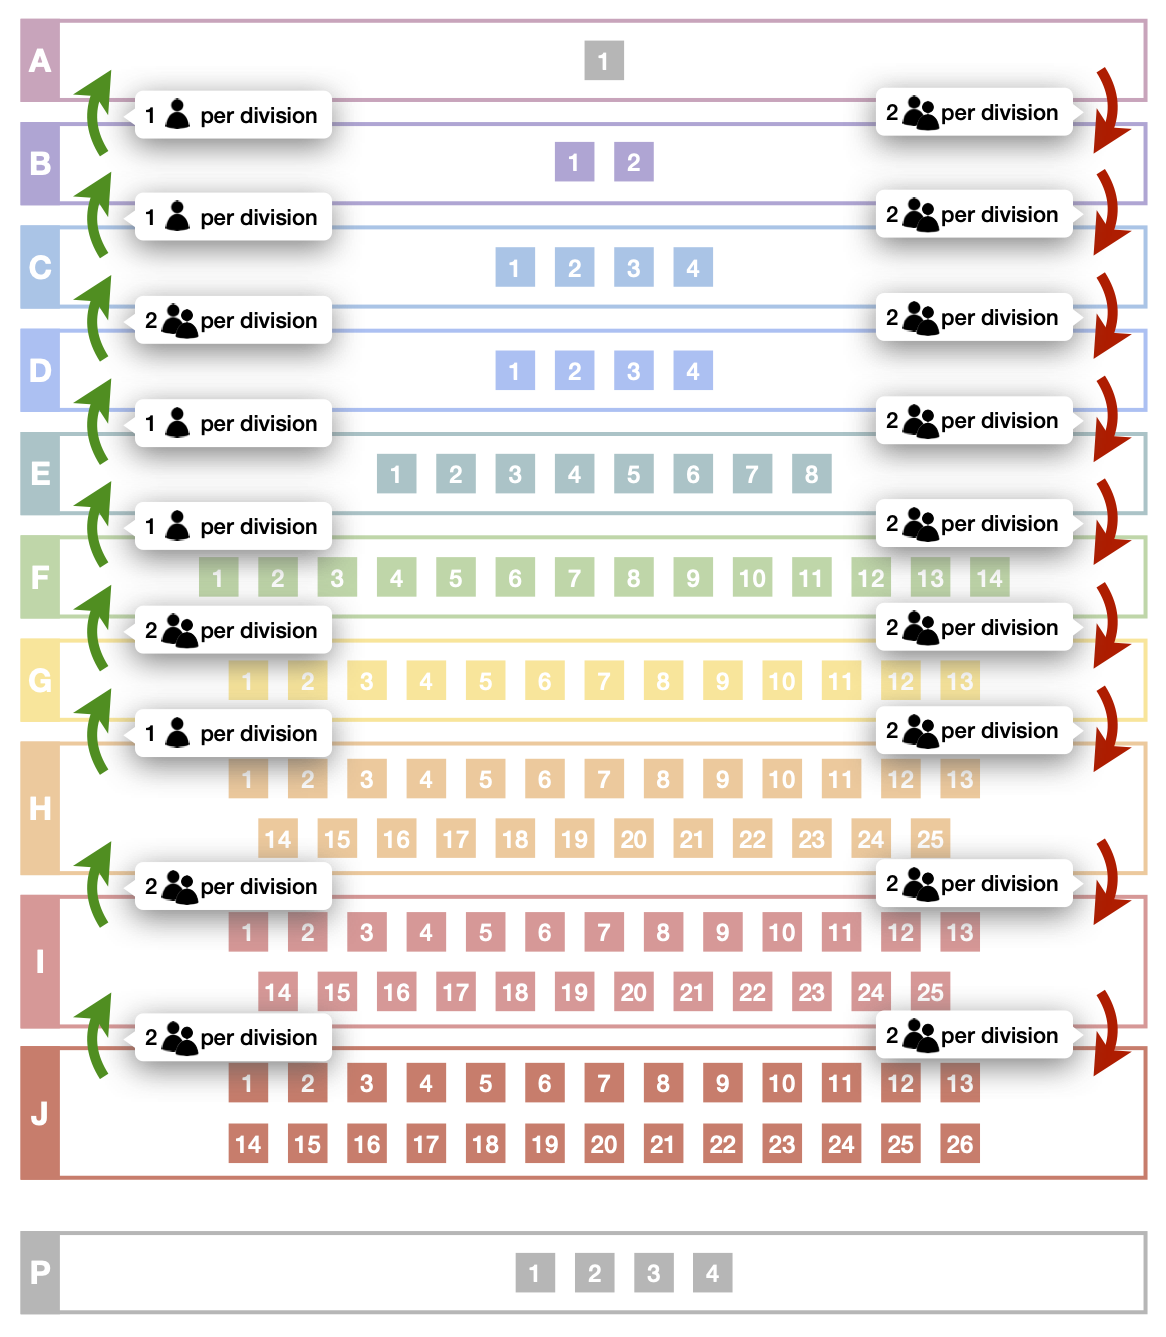 A
1
1 per division 2 per division
B
1 2
1 per division 2 per division
C
1 2 3 4
2 per division 2 per division
D
1 2 3 4
1 per division 2 per division
E
1 2 3 4 5 6 7 8
1 per division 2 per division
F
1 2 3 4 5 6 7 8 9 10 11 12 13 14
2 per division 2 per division
G
1 2 3 4 5 6 7 8 9 10 11 12 13
1 per division 2 per division
H
1 2 3 4 5 6 7 8 9 10 11 12 13
14 15 16 17 18 19 20 21 22 23 24 25
2 per division 2 per division
I
1 2 3 4 5 6 7 8 9 10 11 12 13
14 15 16 17 18 19 20 21 22 23 24 25
2 per division 2 per division
J
1 2 3 4 5 6 7 8 9 10 11 12 13
14 15 16 17 18 19 20 21 22 23 24 25 26
P
1 2 3 4